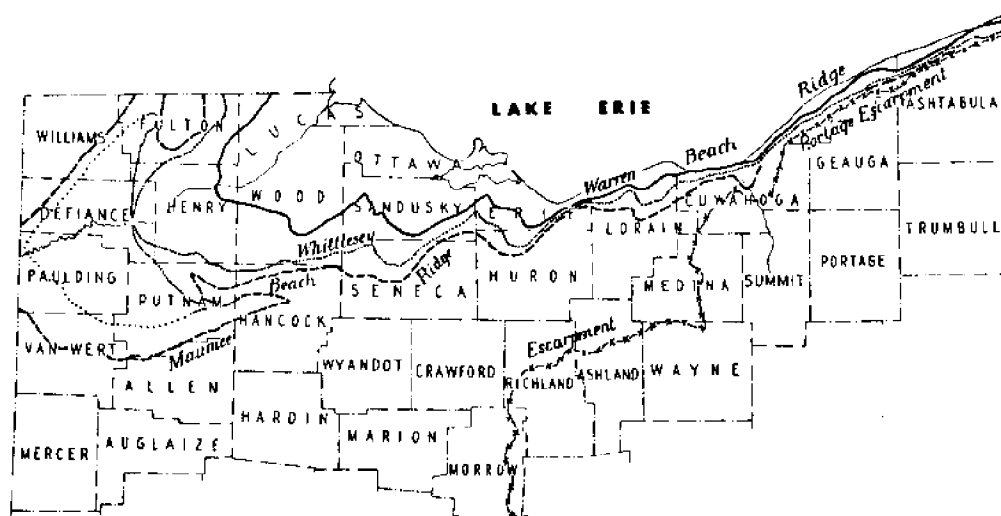 LAKE ERIE
Ridge
Portage Escarpment
ASHTABULA
WILLIAMS
FULTON
LUCAS
OTTAWA
Beach
Warren
GEAUGA
DEFIANCE
HENRY
WOOD
SANDUSKY
ERIE
CUYAHOGA
LORAIN
TRUMBULL
Whittlesey
Ridge
PAULDING
PUTNAM
Beach
SENECA
HURON
MEDINA
SUMMIT
PORTAGE
HANCOCK
VAN-WERT
Maumee
Escarpment
ALLEN
WYANDOT
CRAWFORD
RICHLAND
ASHLAND
WAYNE
HARDIN
MERCER
AUGLAIZE
MARION
MORROW